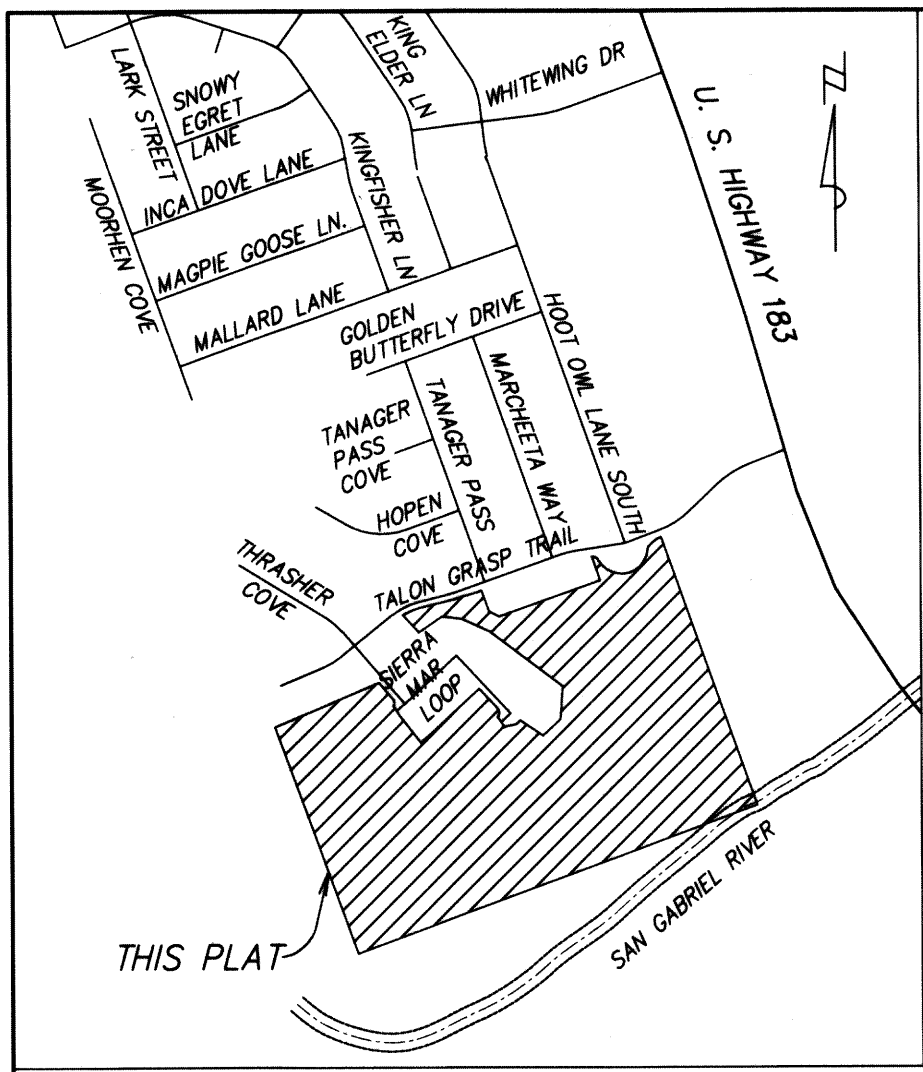 LARK STREET
SNOWY
EGRET
LANE
KING
ELDER LN
WHITEWING DR
N
U. S. HIGHWAY 183
MOORHEN COVE
INCA DOVE LANE
KINGFISHER LN
MAGPIE GOOSE LN.
MALLARD LANE
GOLDEN
BUTTERFLY DRIVE
HOOT OWL LANE SOUTH
TANAGER
PASS
COVE
TANAGER PASS
MARCHEETA WAY
HOPEN
COVE
THRASHER
COVE
TALON GRASP TRAIL
SIERRA
MAR
LOOP
THIS PLAT
SAN GABRIEL RIVER